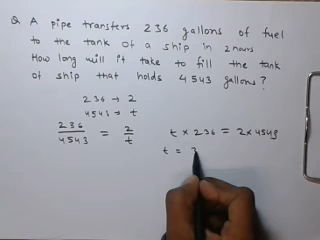 Q A pipe transfers 236 gallons of fuel
to the tank of a ship in 2 hours
How long will it take to fill the tank
of ship that holds 4543 gallons?
236 → 2
4543 → t
236/4543 = 2/t
t × 236 = 2 × 4543
t =